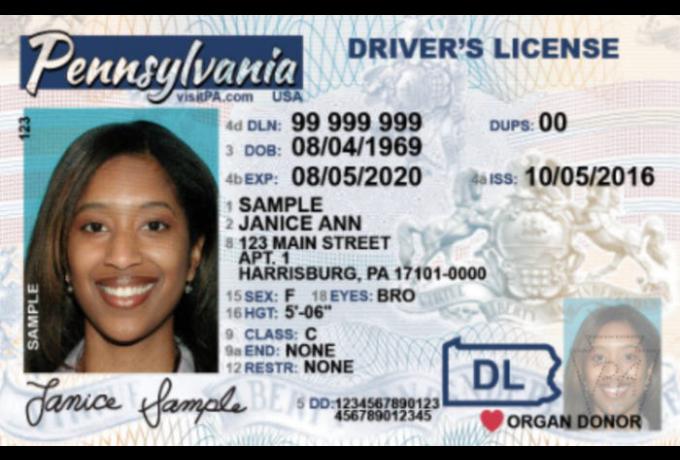 Pennsylvania
visitPA.com USA
DRIVER'S LICENSE
123
4d DLN: 99 999 999
DUPS: 00
3 DOB: 08/04/1969
4b EXP: 08/05/2020
4a ISS: 10/05/2016
1 SAMPLE
2 JANICE ANN
8 123 MAIN STREET
APT. 1
HARRISBURG, PA 17101-0000
15 SEX: F 18 EYES: BRO
16 HGT: 5'-06"
9 CLASS: C
9a END: NONE
12 RESTR: NONE
SAMPLE
Janice Sample
5 DD: 1234567890123
456789012345
DL
ORGAN DONOR